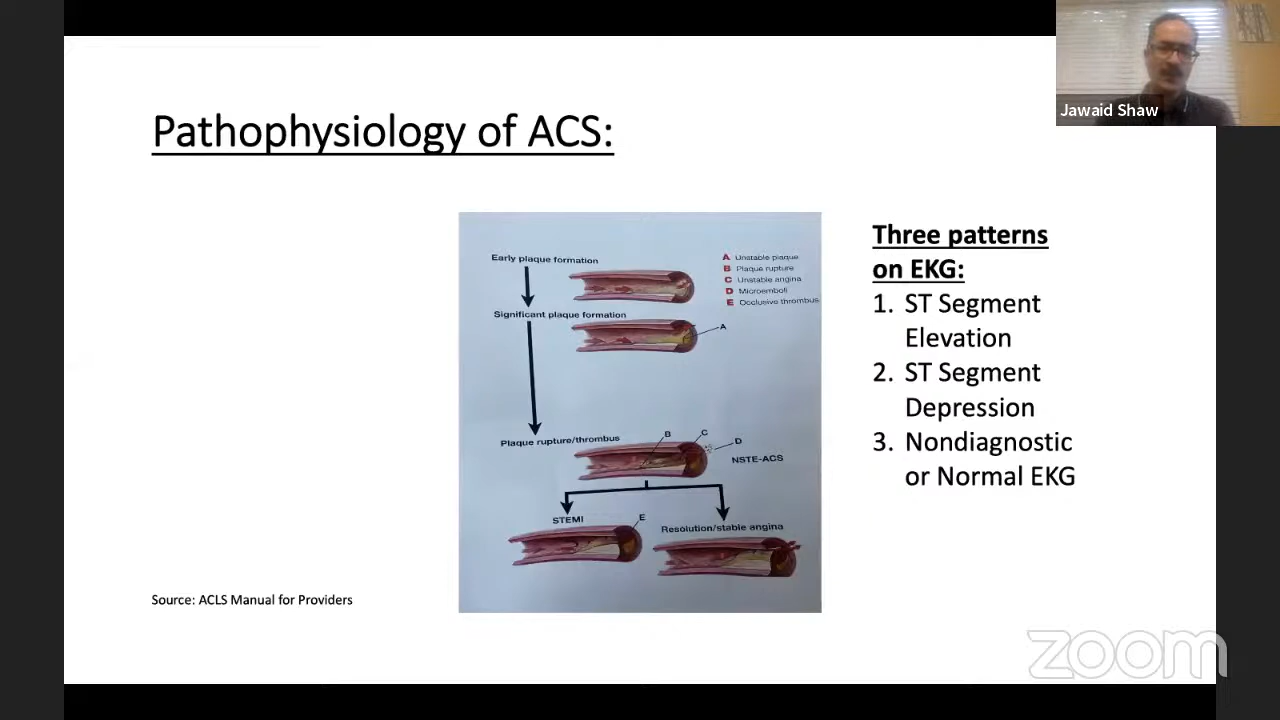 Jawaid Shaw
Pathophysiology of ACS:
Early plaque formation
A Unstable plaque
B Plaque rupture
C Unstable angina
D Microemboli
E Occlusive thrombus
Significant plaque formation
A
Plaque rupture/thrombus
B
C
D
NSTE-ACS
STEMI
E
Resolution/stable angina
Three patterns
on EKG:
1. ST Segment
Elevation
2. ST Segment
Depression
3. Nondiagnostic
or Normal EKG
Source: ACLS Manual for Providers
zoom